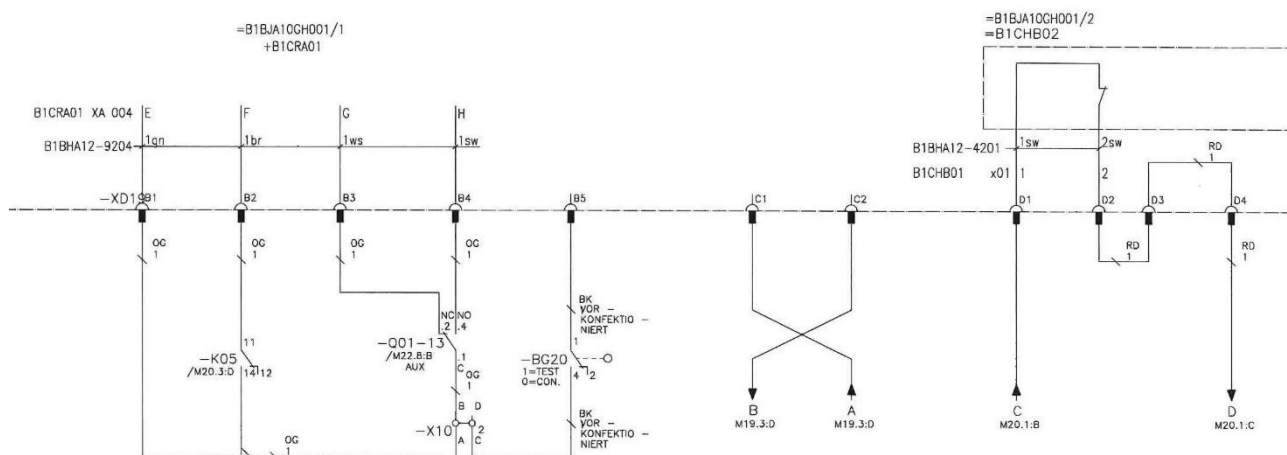 =B1BJA10GH001/1
+B1CRA01
=B1BJA10GH001/2
=B1CHB02
B1CRA01 XA 004 E F G H
B1BHA12-9204 1gn 1br 1ws 1sw
B1BHA12-4201 1sw 2sw
RD
1
B1CHB01 x01 1 2
-XD19 B1 B2 B3 B4 B5 C1 C2 D1 D2 D3 D4
OG OG OG OG
1 1 1 1
RD RD
1 1
BK
VOR -
KONFEKTIO -
NIERT
NC NO
.2 .4
11
-K05
/M20.3:D 14 12
-Q01-13
/M22.8:B
AUX
.1
C
OG
1
1
-BG20
1=TEST
0=CON.
4 2
B D
-X10 2
A C
BK
VOR -
KONFEKTIO -
NIERT
OG
1
B A C D
M19.3:D M19.3:D M20.1:B M20.1:C